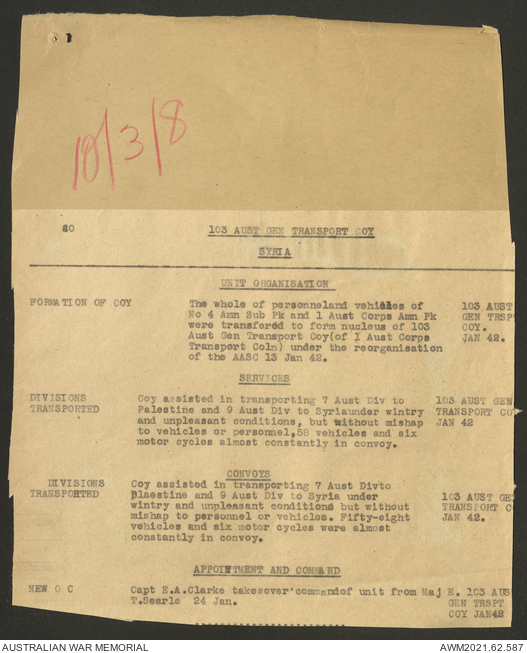 1
10/3/8
20 103 AUST GEN TRANSPORT COY
SYRIA
UNIT ORGANISATION
FORMATION OF COY The whole of personneland vehicles of 103 AUST
No 4 Amn Sub Pk and 1 Aust Corps Amn Pk GEN TRSPT
were transfered to form nucleus of 103 COY.
Aust Gen Transport Coy(of 1 Aust Corps JAN 42.
Transport Coln) under the reorganisation
of the AASC 13 Jan 42.
SERVICES
DIVISIONS Coy assisted in transporting 7 Aust Div to 103 AUST GEN
TRANSPORTED Palestine and 9 Aust Div to Syriaunder wintry TRANSPORT CO
and unpleasant conditions, but without mishap JAN 42
to vehicles or personnel,58 vehicles and six
motor cycles almost constantly in convoy.
CONVOYS
DIVISIONS Coy assisted in transporting 7 Aust Divto
TRANSPORTED Plaestine and 9 Aust Div to Syria under 103 AUST GE
wintry and unpleasant conditions but without TRANSPORT C
mishap to personnel or vehicles. Fifty-eight JAN 42.
vehicles and six motor cycles were almost
constantly in convoy.
APPOINTMENT AND COMMAND
NEW O C Capt E.A.Clarke takesover commandof unit from Maj E. 103 AUS
T.Searle 24 Jan. GEN TRSPT
COY JAN42
AUSTRALIAN WAR MEMORIAL AWM2021.62.587